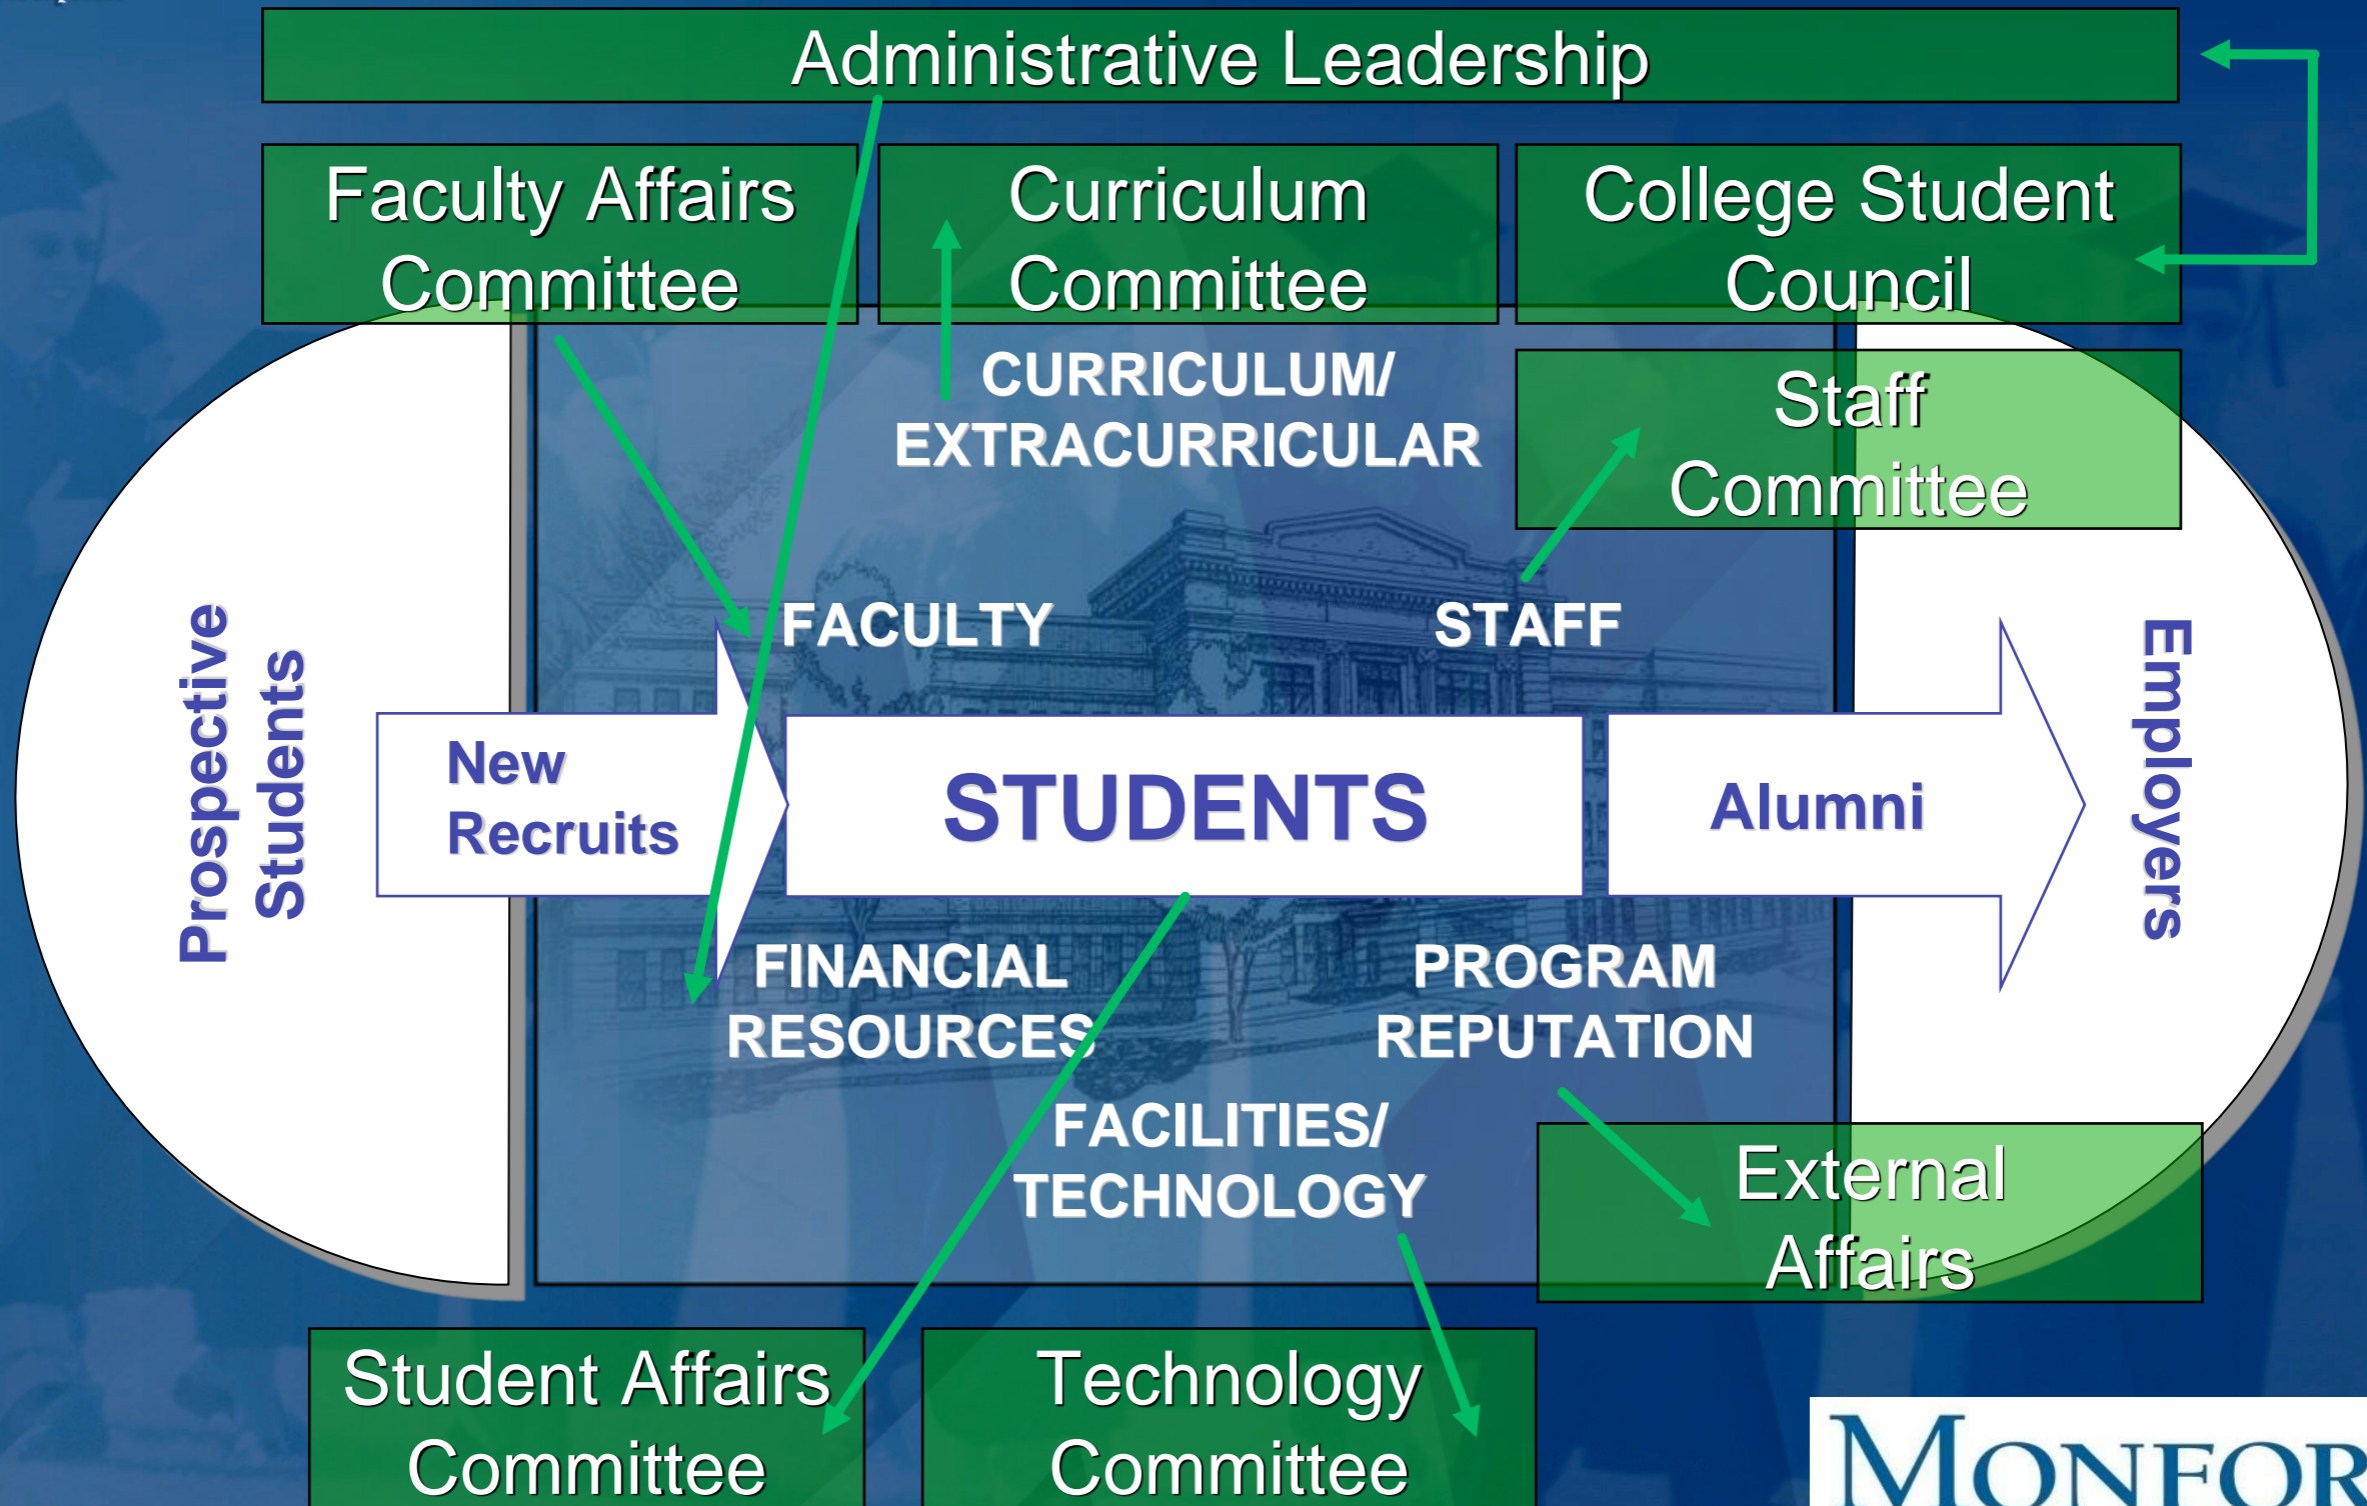 Administrative Leadership
Faculty Affairs
Committee
Curriculum
Committee
College Student
Council
CURRICULUM/
EXTRACURRICULAR
Staff
Committee
FACULTY
STAFF
Prospective
Students
New
Recruits
STUDENTS
Alumni
Employers
FINANCIAL
RESOURCES
PROGRAM
REPUTATION
FACILITIES/
TECHNOLOGY
External
Affairs
Student Affairs
Committee
Technology
Committee
MONFOR